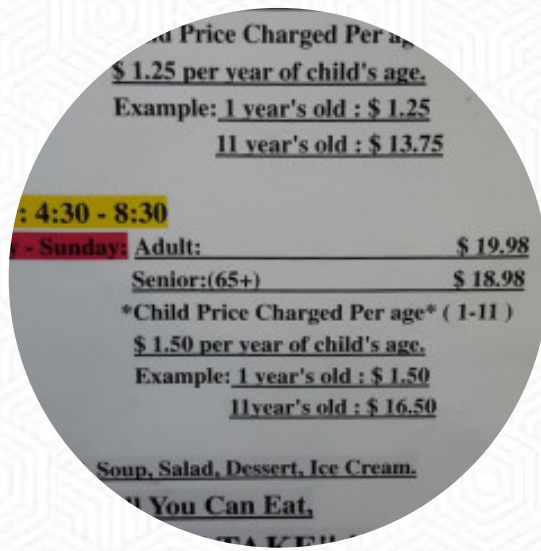 Price Charged Per
$ 1.25 per year of child's age.
Example: 1 year's old : $ 1.25
11 year's old : $ 13.75
: 4:30 - 8:30
- Sunday: Adult: $ 19.98
Senior:(65+) $ 18.98
*Child Price Charged Per age* ( 1-11 )
$ 1.50 per year of child's age.
Example: 1 year's old : $ 1.50
11year's old : $ 16.50
Soup, Salad, Dessert, Ice Cream.
You Can Eat,